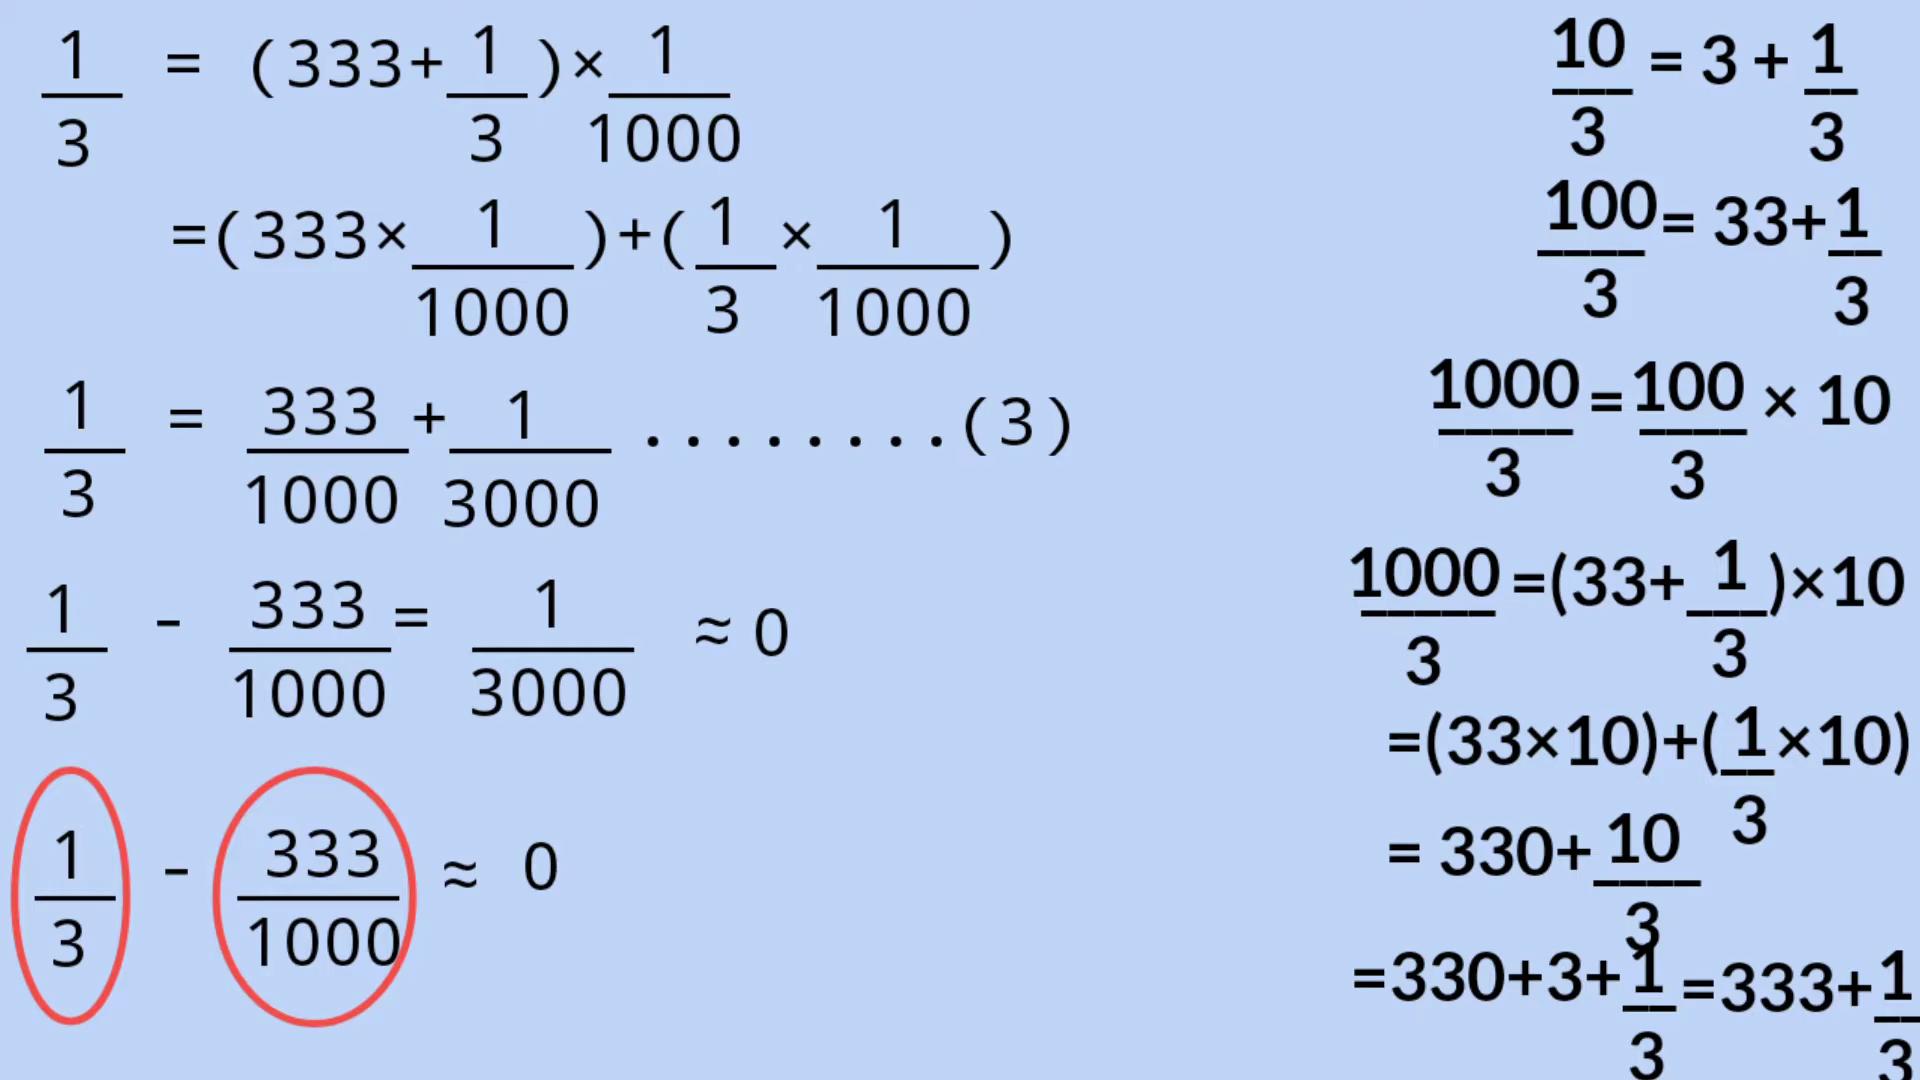 1/3 = (333+1/3)×1/1000
=(333×1/1000)+(1/3×1/1000)
1/3 = 333/1000+1/3000 ........(3)
1/3 - 333/1000= 1/3000 ≈ 0
1/3 - 333/1000 ≈ 0
10/3 = 3 + 1/3
100/3= 33+1/3
1000/3=100/3 × 10
1000/3=(33+1/3)×10
=(33×10)+(1/3×10)
= 330+10/3
=330+3+1/3=333+1/3